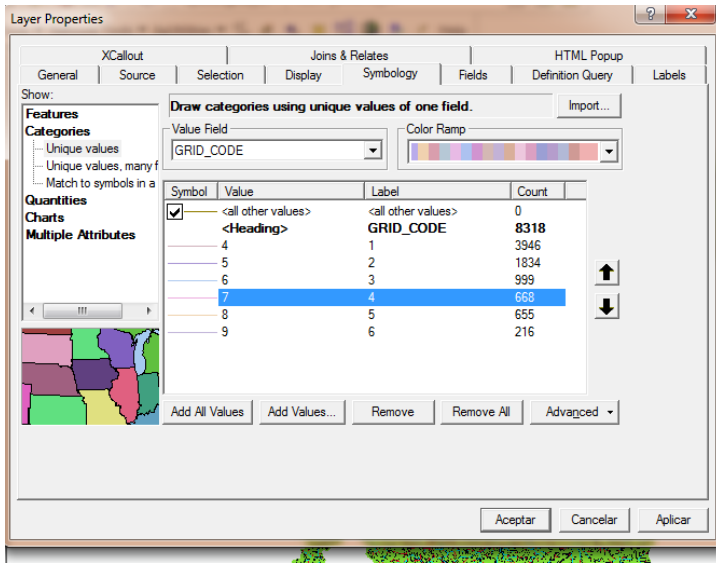 Layer Properties
XCallout Joins & Relates HTML Popup
General Source Selection Display Symbology Fields Definition Query Labels
Show:
Features
Categories
Unique values
Unique values, many f
Match to symbols in a
Quantities
Charts
Multiple Attributes
Draw categories using unique values of one field.
Import...
Value Field
GRID_CODE
Color Ramp
Symbol Value Label Count
<all other values> <all other values> 0
<Heading> GRID_CODE 8318
4 1 3946
5 2 1834
6 3 999
7 4 668
8 5 655
9 6 216
Add All Values Add Values... Remove Remove All Advanced
Aceptar Cancelar Aplicar